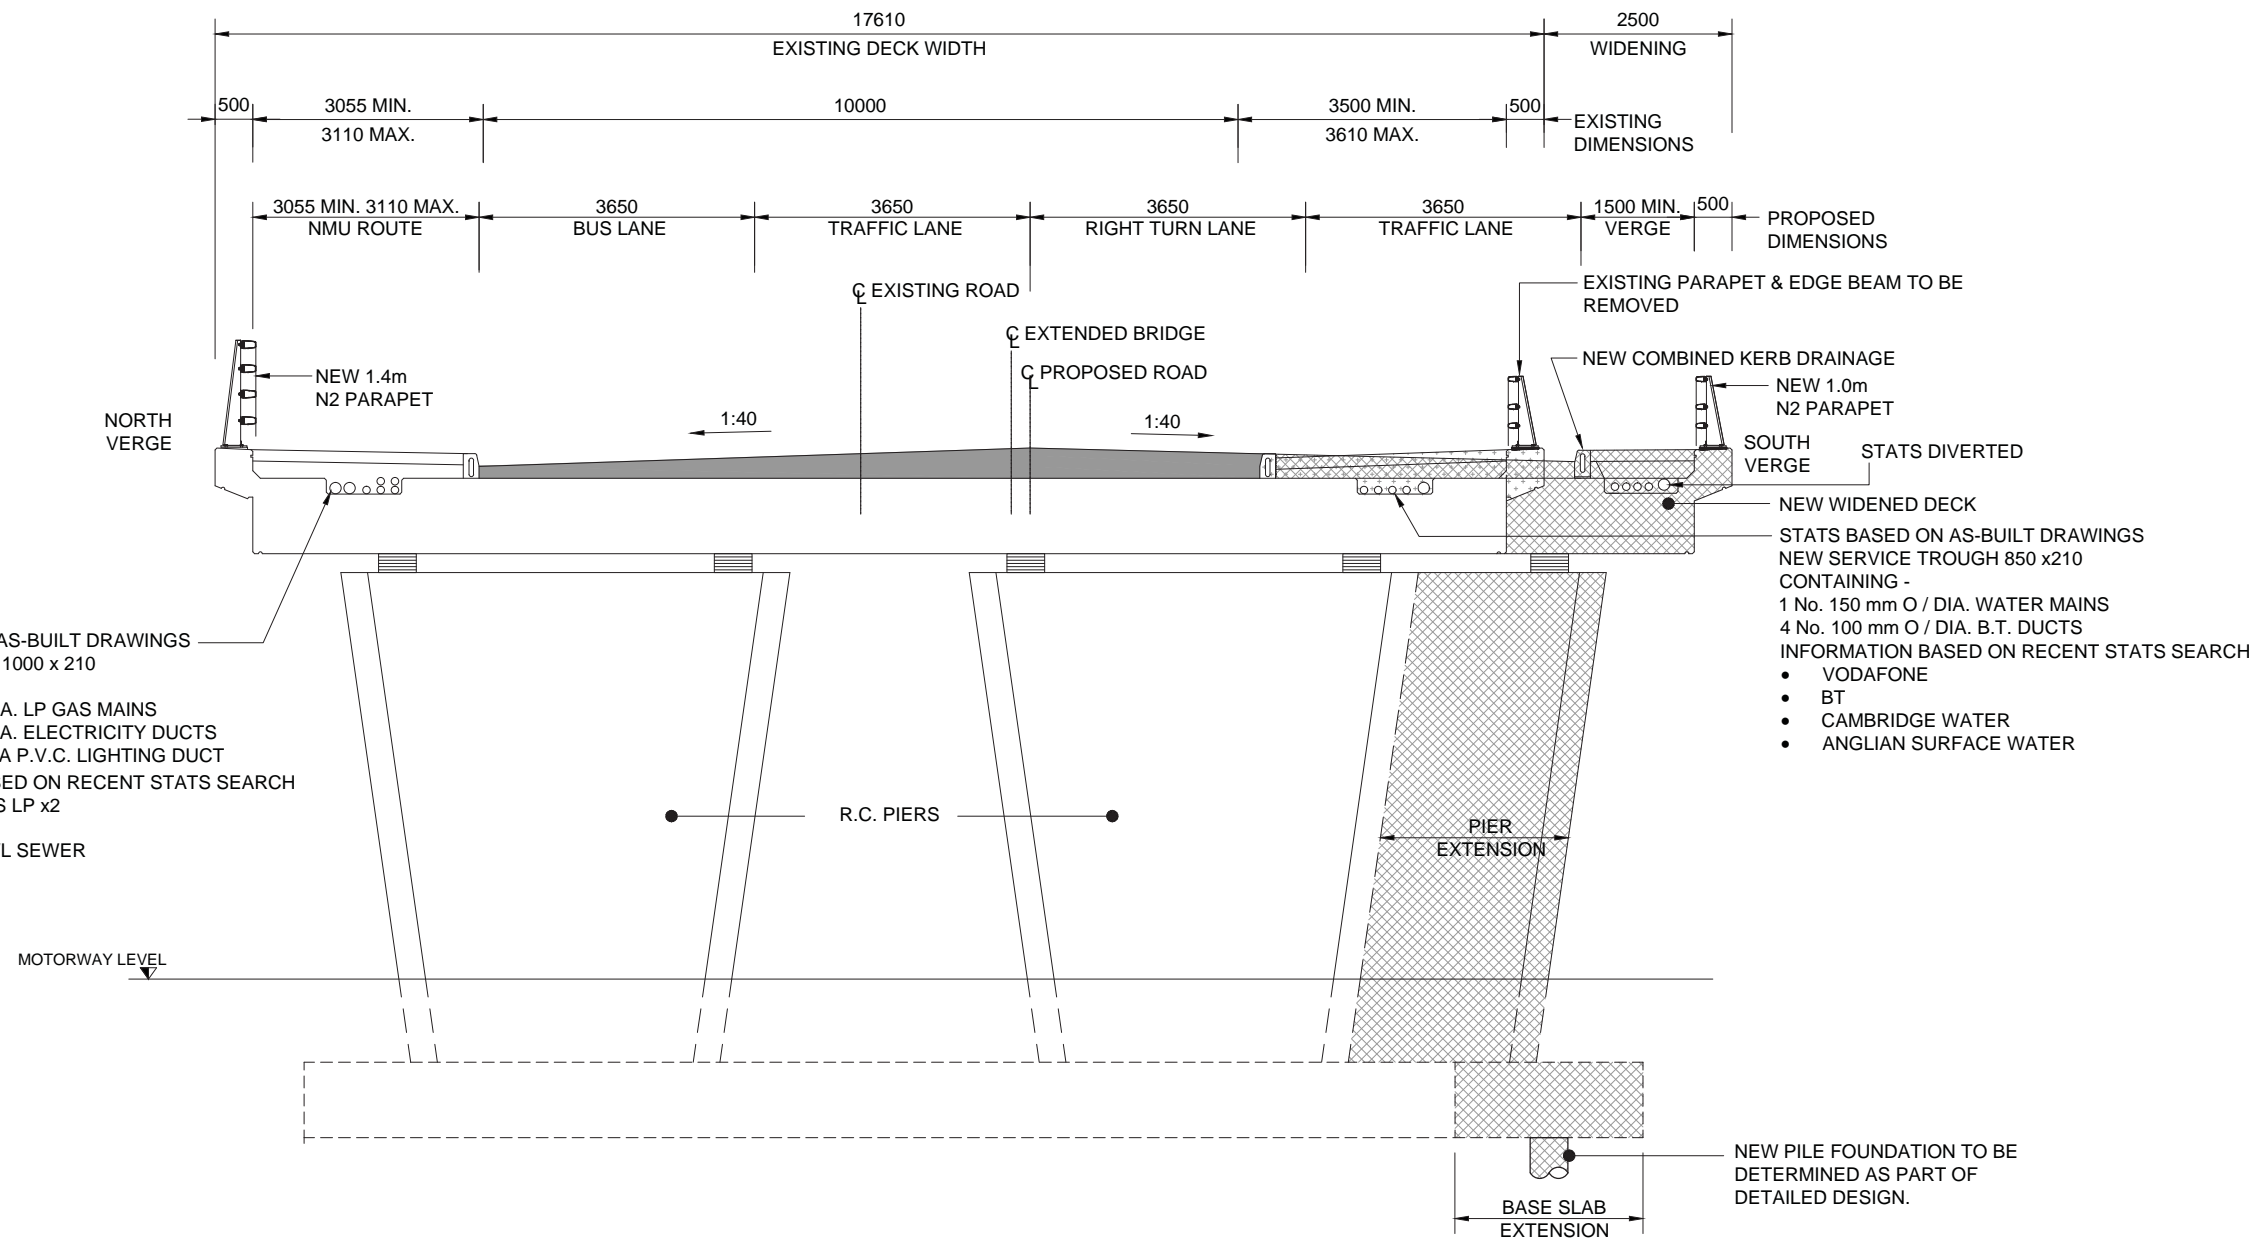 17610
EXISTING DECK WIDTH
2500
WIDENING
500
3055 MIN.
3110 MAX.
10000
3500 MIN.
3610 MAX.
500
EXISTING
DIMENSIONS
3055 MIN. 3110 MAX.
NMU ROUTE
3650
BUS LANE
3650
TRAFFIC LANE
3650
RIGHT TURN LANE
3650
TRAFFIC LANE
1500 MIN.
VERGE
500
PROPOSED
DIMENSIONS
EXISTING PARAPET & EDGE BEAM TO BE
REMOVED
CL EXISTING ROAD
CL EXTENDED BRIDGE
CL PROPOSED ROAD
NEW COMBINED KERB DRAINAGE
NEW 1.4m
N2 PARAPET
NEW 1.0m
N2 PARAPET
NORTH
VERGE
1:40
1:40
SOUTH
VERGE
STATS DIVERTED
NEW WIDENED DECK
STATS BASED ON AS-BUILT DRAWINGS
NEW SERVICE TROUGH 850 x210
CONTAINING -
1 No. 150 mm O / DIA. WATER MAINS
4 No. 100 mm O / DIA. B.T. DUCTS
INFORMATION BASED ON RECENT STATS SEARCH
• VODAFONE
• BT
• CAMBRIDGE WATER
• ANGLIAN SURFACE WATER
AS-BUILT DRAWINGS
1000 x 210
A. LP GAS MAINS
A. ELECTRICITY DUCTS
A P.V.C. LIGHTING DUCT
SED ON RECENT STATS SEARCH
S LP x2
L SEWER
R.C. PIERS
PIER
EXTENSION
MOTORWAY LEVEL
NEW PILE FOUNDATION TO BE
DETERMINED AS PART OF
DETAILED DESIGN.
BASE SLAB
EXTENSION